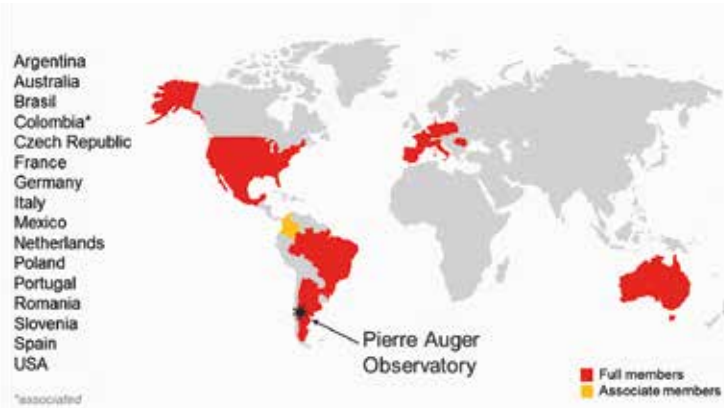 Argentina
Australia
Brasil
Colombia*
Czech Republic
France
Germany
Italy
Mexico
Netherlands
Poland
Portugal
Romania
Slovenia
Spain
USA
*associated
Pierre Auger
Observatory
Full members
Associate members